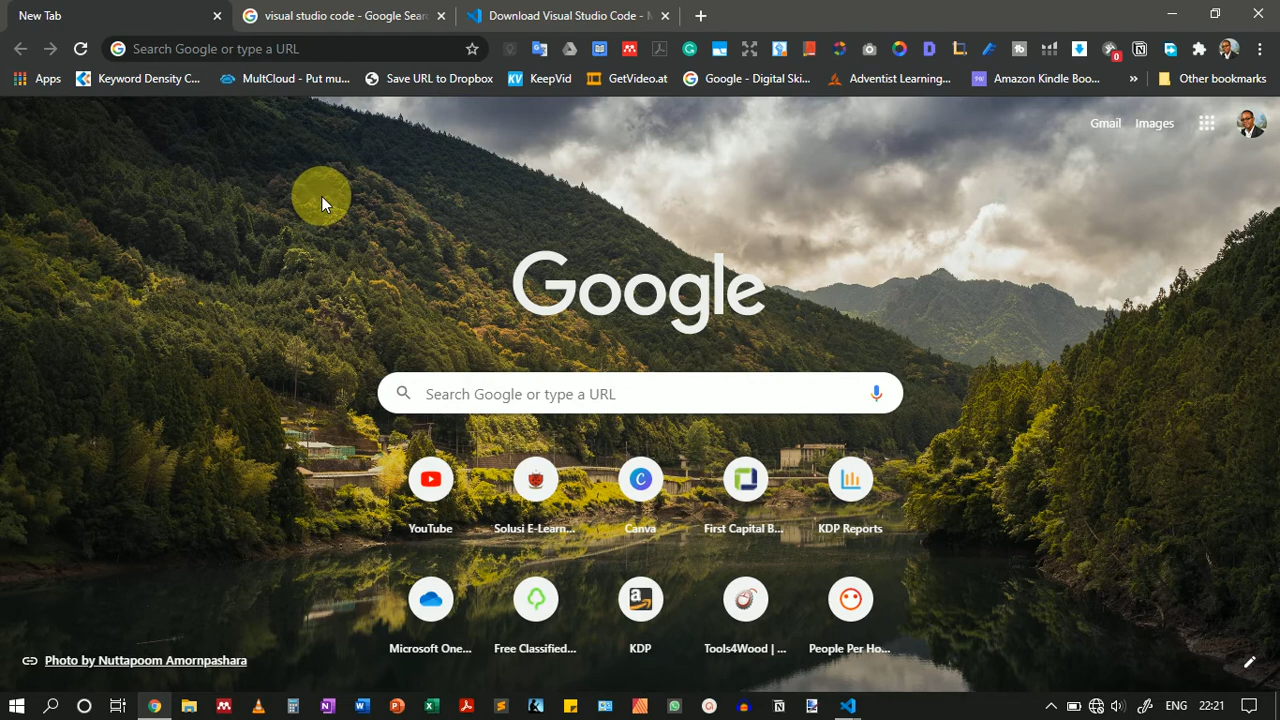 New Tab
visual studio code - Google Sear
Download Visual Studio Code - M
Search Google or type a URL
0
Apps
Keyword Density C...
MultCloud - Put mu...
Save URL to Dropbox
KeepVid
GetVideo.at
Google - Digital Ski...
Adventist Learning...
Amazon Kindle Boo...
»
Other bookmarks
Gmail
Images
Google
Search Google or type a URL
YouTube
Solusi E-Learn...
Canva
First Capital B...
KDP Reports
Microsoft One...
Free Classified...
KDP
Tools4Wood | ...
People Per Ho...
Photo by Nuttapoom Amornpashara
ENG
22:21